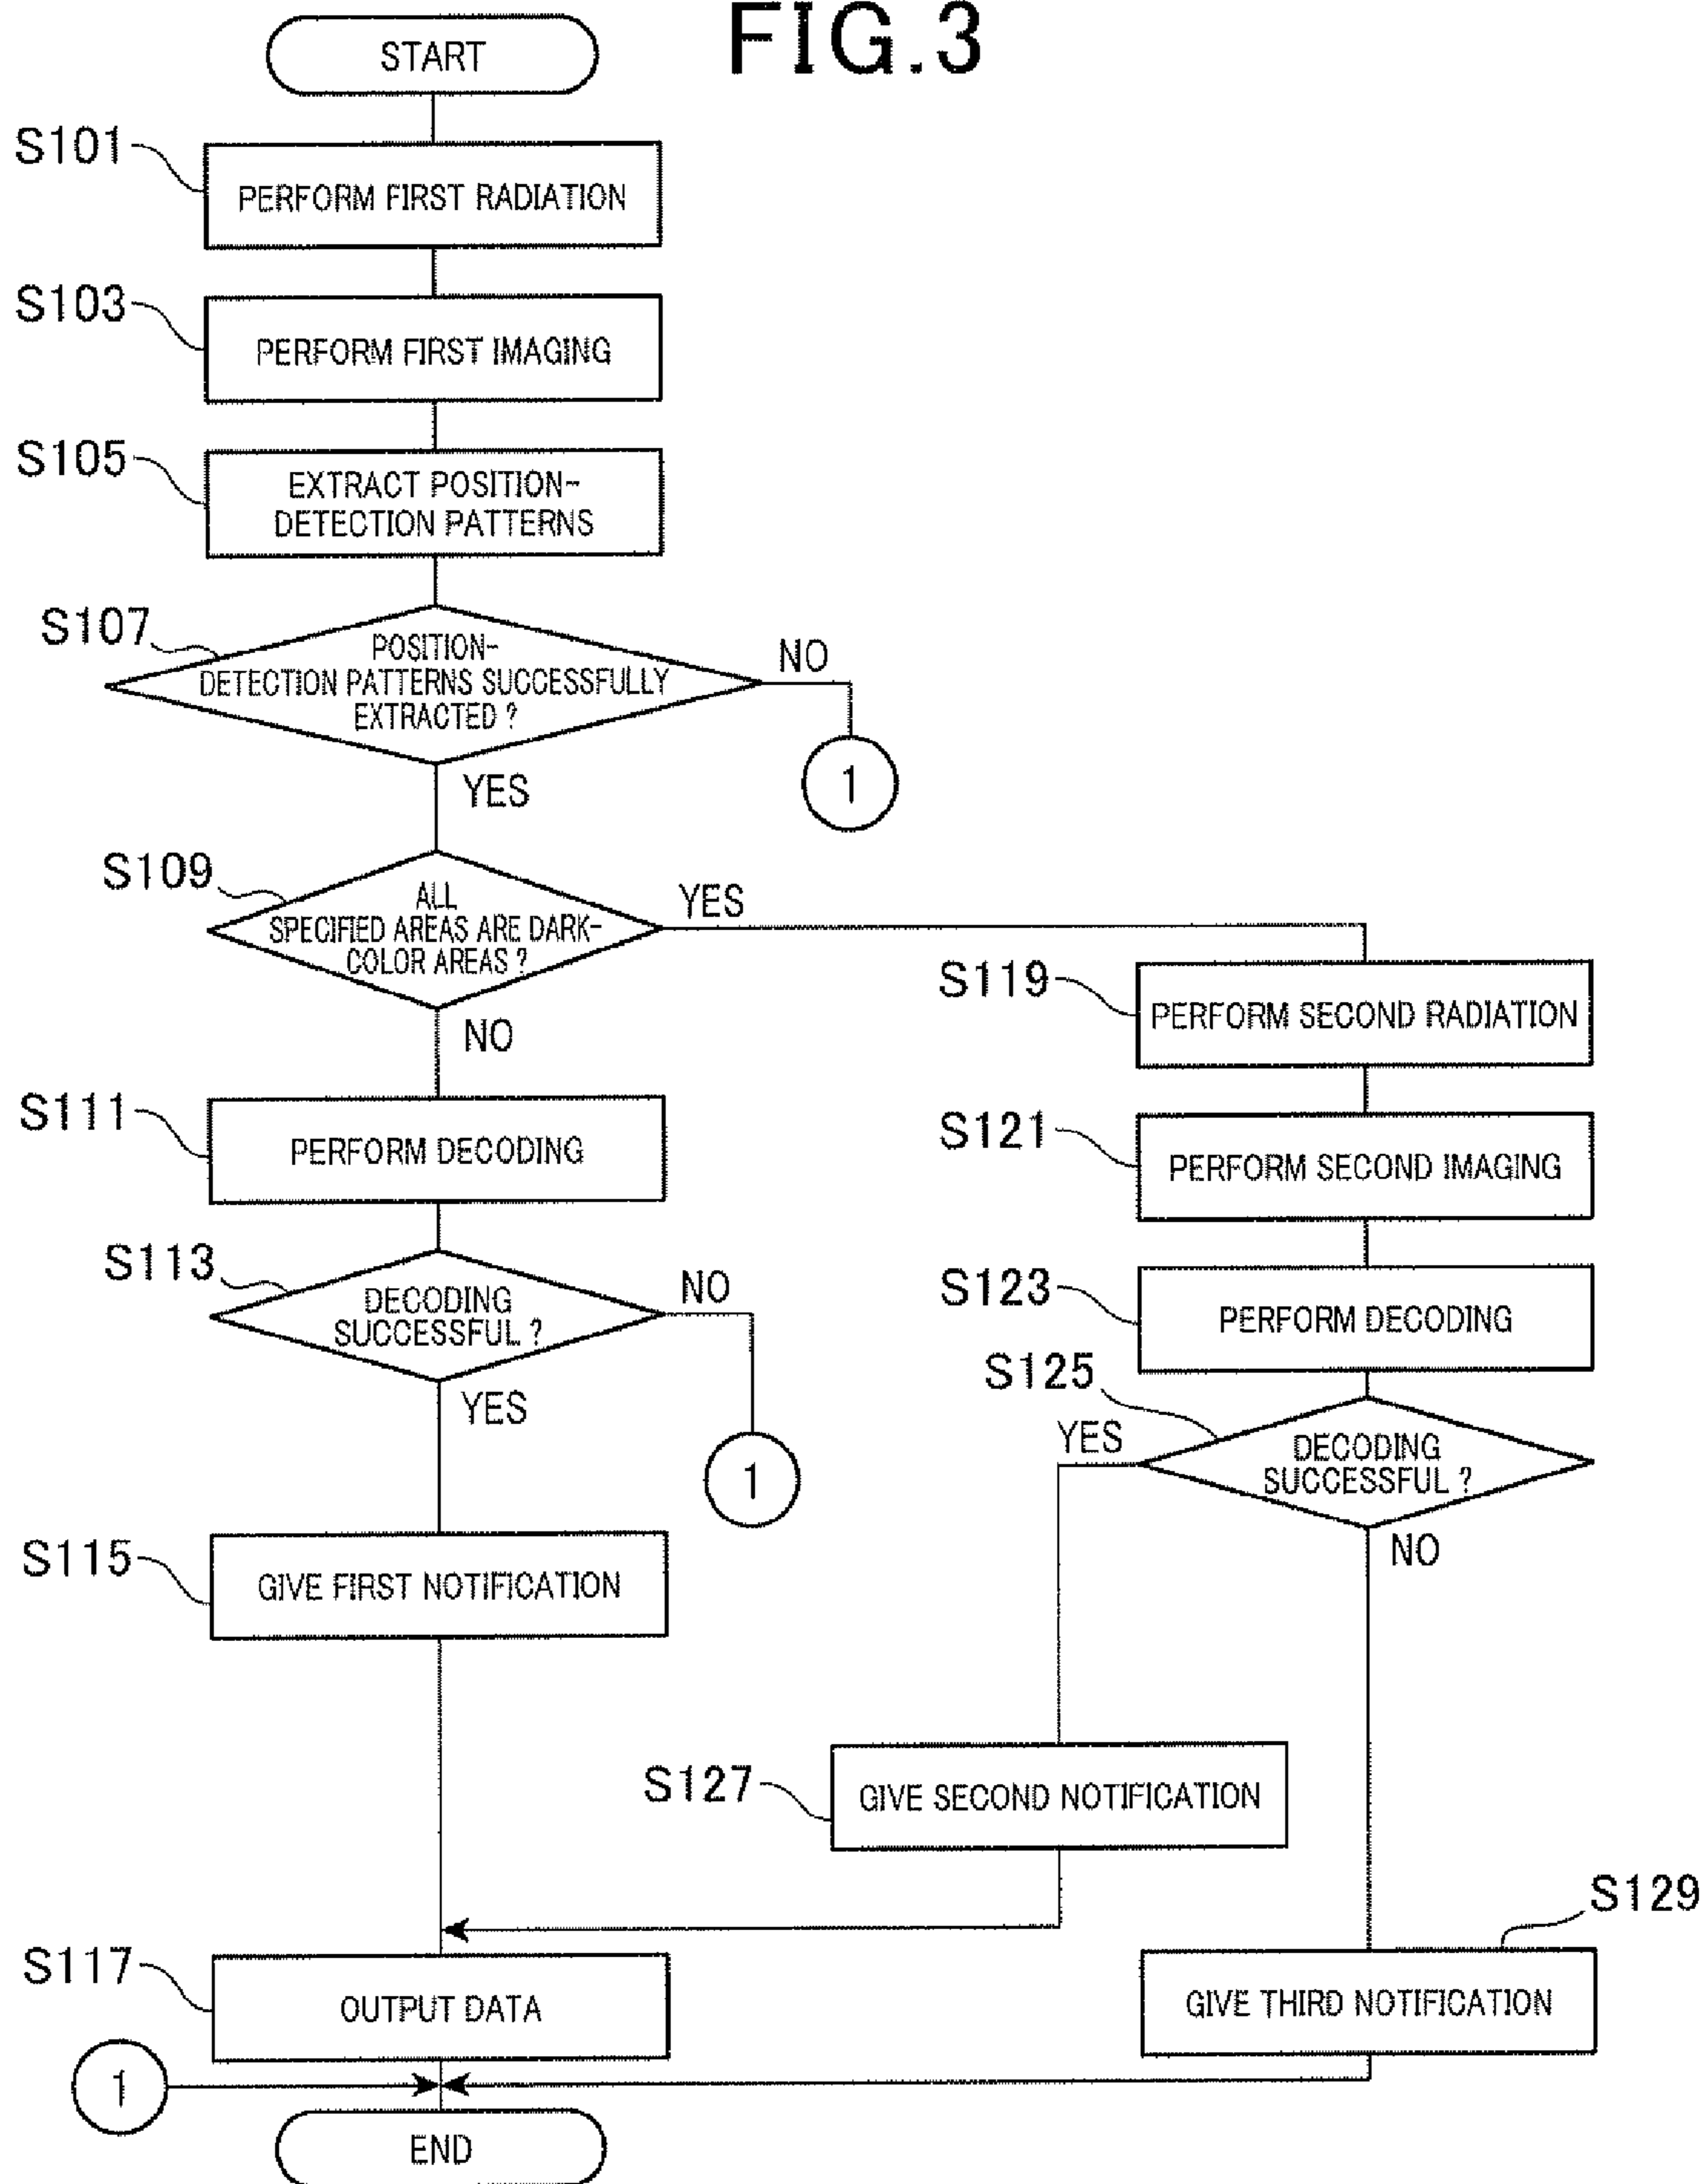 FIG.3
START
S101
PERFORM FIRST RADIATION
S103
PERFORM FIRST IMAGING
S105
EXTRACT POSITION-
DETECTION PATTERNS
S107
POSITION-
DETECTION PATTERNS SUCCESSFULLY
EXTRACTED ?
NO
1
YES
S109
ALL
SPECIFIED AREAS ARE DARK-
COLOR AREAS ?
YES
NO
S119
PERFORM SECOND RADIATION
S111
PERFORM DECODING
S121
PERFORM SECOND IMAGING
S113
DECODING
SUCCESSFUL ?
NO
1
YES
S123
PERFORM DECODING
S125
DECODING
SUCCESSFUL ?
YES
NO
S115
GIVE FIRST NOTIFICATION
S127
GIVE SECOND NOTIFICATION
S129
GIVE THIRD NOTIFICATION
S117
OUTPUT DATA
1
END